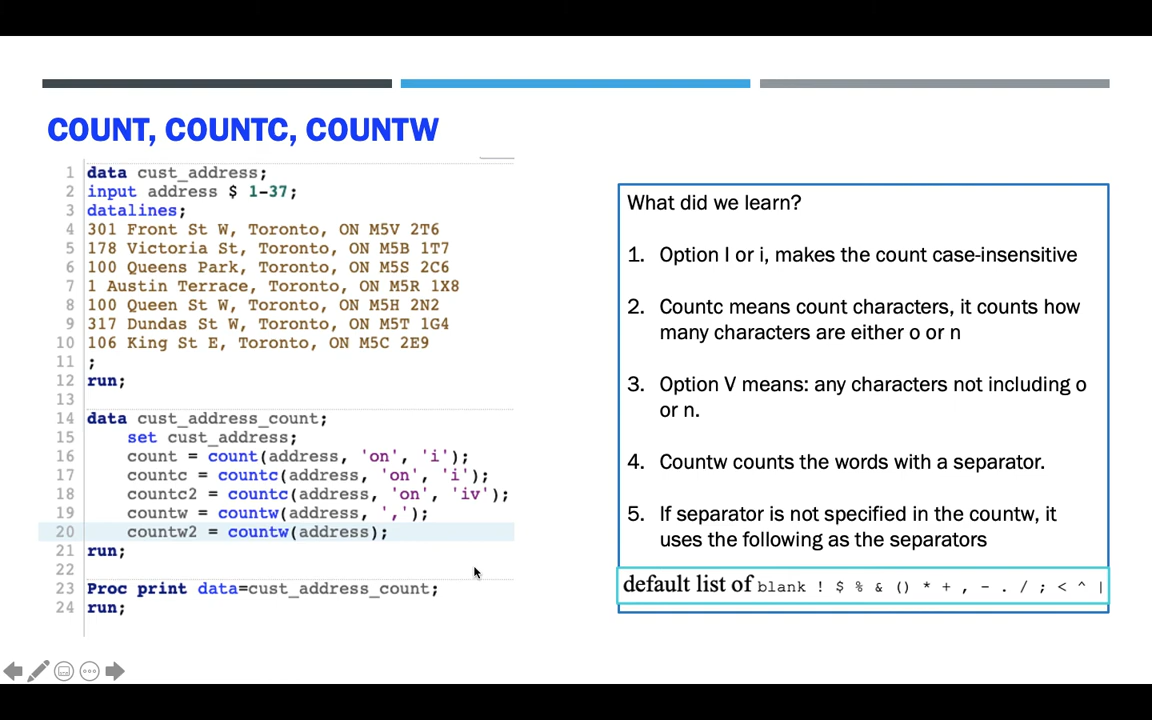 COUNT, COUNTC, COUNTW
1 data cust_address;
2 input address $ 1-37;
3 datalines;
4 301 Front St W, Toronto, ON M5V 2T6
5 178 Victoria St, Toronto, ON M5B 1T7
6 100 Queens Park, Toronto, ON M5S 2C6
7 1 Austin Terrace, Toronto, ON M5R 1X8
8 100 Queen St W, Toronto, ON M5H 2N2
9 317 Dundas St W, Toronto, ON M5T 1G4
10 106 King St E, Toronto, ON M5C 2E9
11 ;
12 run;
13
14 data cust_address_count;
15 set cust_address;
16 count = count(address, 'on', 'i');
17 countc = countc(address, 'on', 'i');
18 countc2 = countc(address, 'on', 'iv');
19 countw = countw(address, ',');
20 countw2 = countw(address);
21 run;
22
23 Proc print data=cust_address_count;
24 run;
What did we learn?
1. Option I or i, makes the count case-insensitive
2. Countc means count characters, it counts how
many characters are either o or n
3. Option V means: any characters not including o
or n.
4. Countw counts the words with a separator.
5. If separator is not specified in the countw, it
uses the following as the separators
default list of blank ! $ % & () * + , - . / ; < ^ |